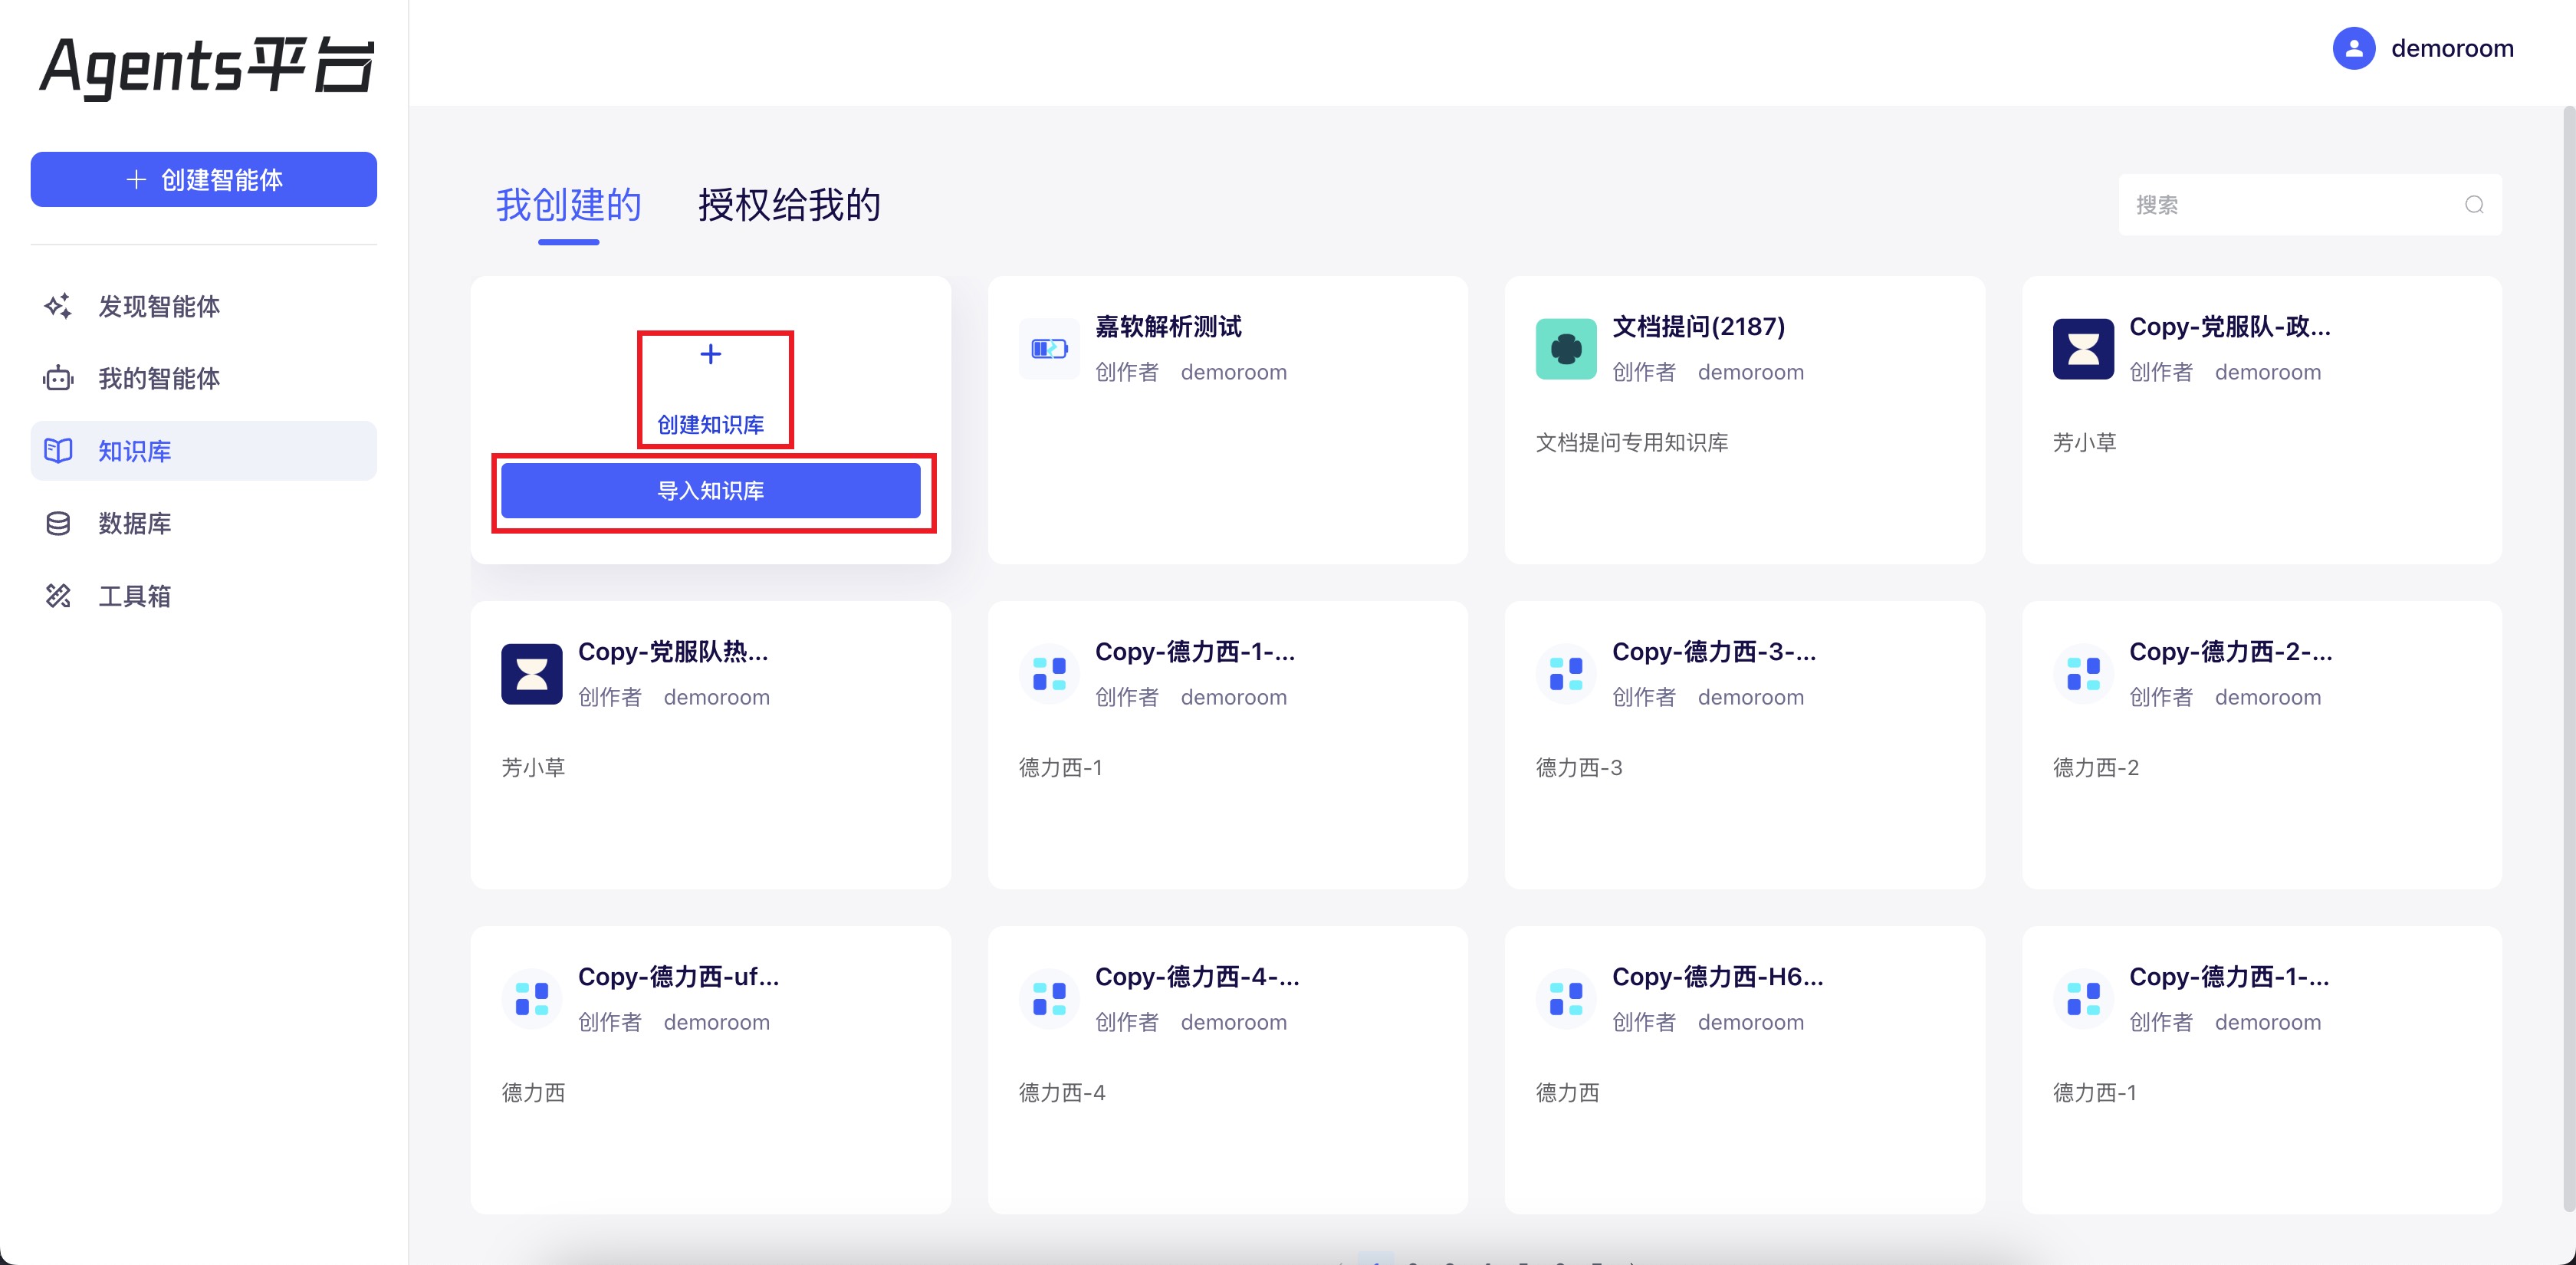 Agents平台
demoroom
创建智能体
发现智能体
我的智能体
知识库
数据库
工具箱
我创建的 授权给我的
搜索
创建知识库
导入知识库
嘉软解析测试
创作者 demoroom
文档提问(2187)
创作者 demoroom
文档提问专用知识库
Copy-党服队-政...
创作者 demoroom
芳小草
Copy-党服队热...
创作者 demoroom
芳小草
Copy-德力西-1-...
创作者 demoroom
德力西-1
Copy-德力西-3-...
创作者 demoroom
德力西-3
Copy-德力西-2-...
创作者 demoroom
德力西-2
Copy-德力西-uf...
创作者 demoroom
德力西
Copy-德力西-4-...
创作者 demoroom
德力西-4
Copy-德力西-H6...
创作者 demoroom
德力西
Copy-德力西-1-...
创作者 demoroom
德力西-1